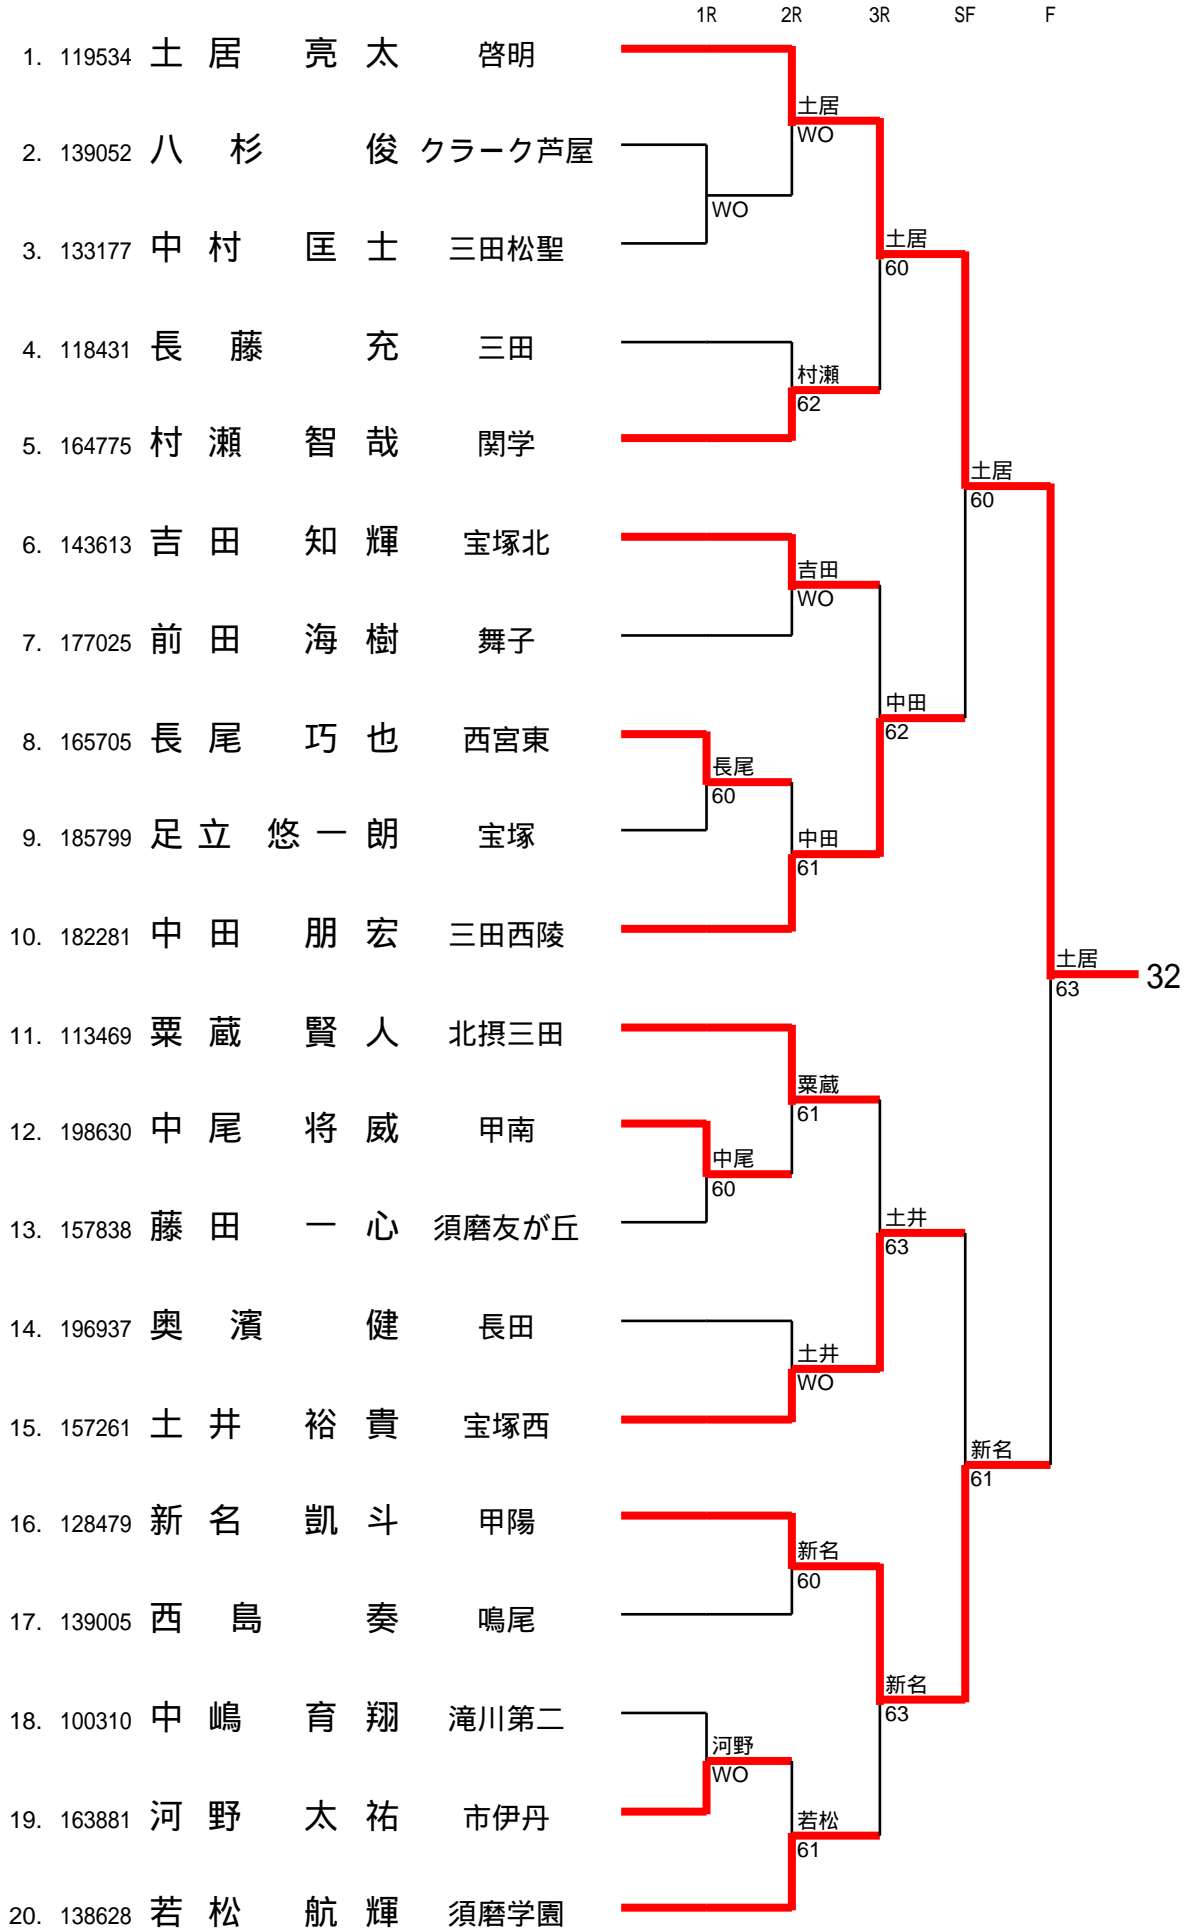 1R 2R 3R SF F
1. 119534 土居 亮太 啓明
土居
WO
2. 139052 八杉 俊 クラーク芦屋
WO
3. 133177 中村 匡士 三田松聖
土居
60
4. 118431 長藤 充 三田
村瀬
62
5. 164775 村瀬 智哉 関学
土居
60
6. 143613 吉田 知輝 宝塚北
吉田
WO
7. 177025 前田 海樹 舞子
中田
62
8. 165705 長尾 巧也 西宮東
長尾
60
9. 185799 足立 悠一朗 宝塚
中田
61
10. 182281 中田 朋宏 三田西陵
土居
63
32
11. 113469 粟蔵 賢人 北摂三田
粟蔵
61
12. 198630 中尾 将威 甲南
中尾
60
13. 157838 藤田 一心 須磨友が丘
土井
63
14. 196937 奥濱 健 長田
土井
WO
15. 157261 土井 裕貴 宝塚西
新名
61
16. 128479 新名 凱斗 甲陽
新名
60
17. 139005 西島 奏 鳴尾
新名
63
18. 100310 中嶋 育翔 滝川第二
河野
WO
19. 163881 河野 太祐 市伊丹
若松
61
20. 138628 若松 航輝 須磨学園